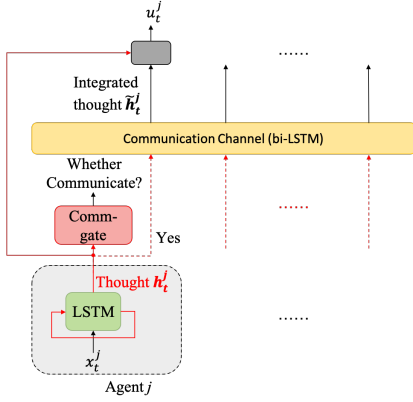 u_t^j
......
Integrated
thought h̃_t^j
Communication Channel (bi-LSTM)
Whether
Communicate?
Comm-
gate
Yes
......
Thought h_t^j
LSTM
......
x_t^j
Agent j